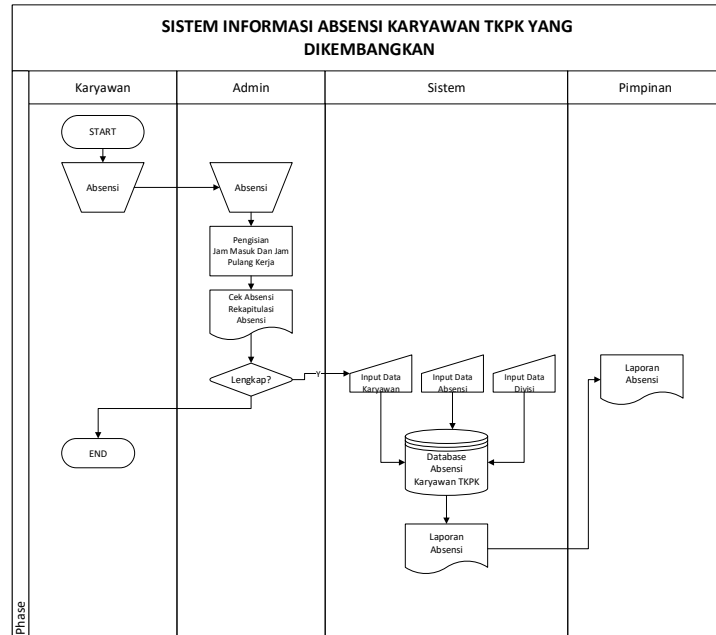 SISTEM INFORMASI ABSENSI KARYAWAN TKPK YANG
DIKEMBANGKAN
Karyawan
Admin
Sistem
Pimpinan
START
Absensi
Absensi
Pengisian
Jam Masuk Dan Jam
Pulang Kerja
Cek Absensi
Rekapitulasi
Absensi
Lengkap?
Y
Input Data
Karyawan
Input Data
Absensi
Input Data
Divisi
Laporan
Absensi
END
Database
Absensi
Karyawan TKPK
Laporan
Absensi
Phase